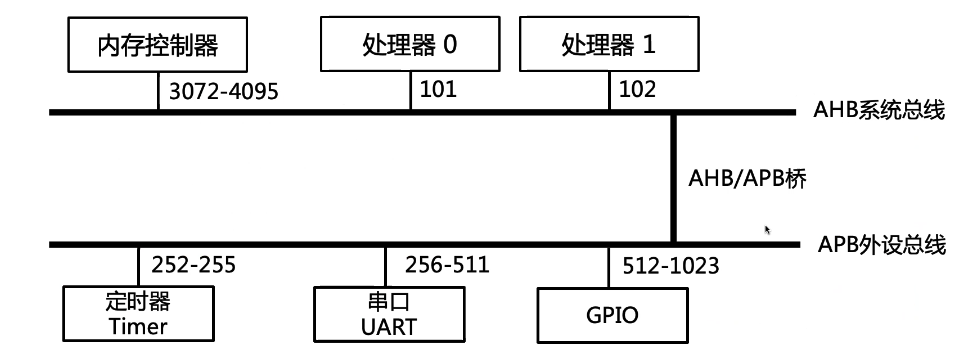 内存控制器
处理器 0
处理器 1
3072-4095
101
102
AHB系统总线
AHB/APB桥
APB外设总线
252-255
256-511
512-1023
定时器
Timer
串口
UART
GPIO